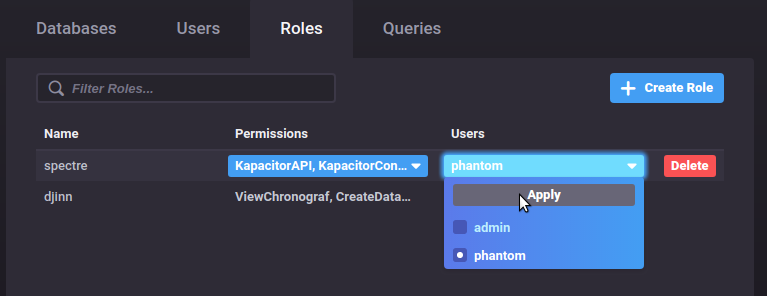 Databases Users Roles Queries
Filter Roles... Create Role
Name Permissions Users
spectre KapacitorAPI, KapacitorCon... phantom Delete
djinn ViewChronograf, CreateData... Apply
admin
phantom